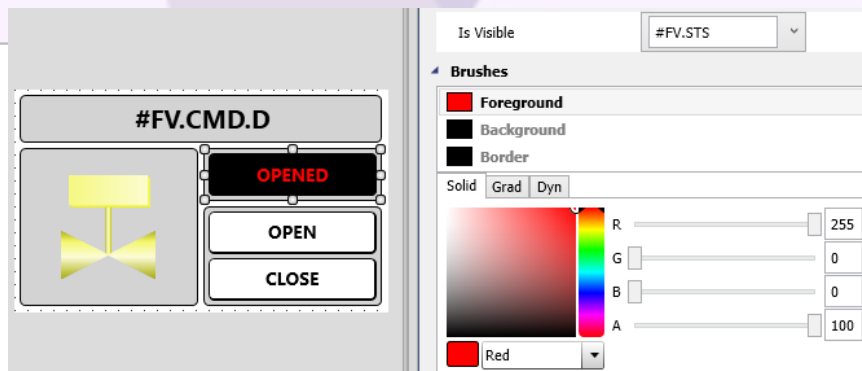 #FV.CMD.D
OPENED
OPEN
CLOSE
Is Visible #FV.STS
Brushes
Foreground
Background
Border
Solid Grad Dyn
R 255
G 0
B 0
A 100
Red